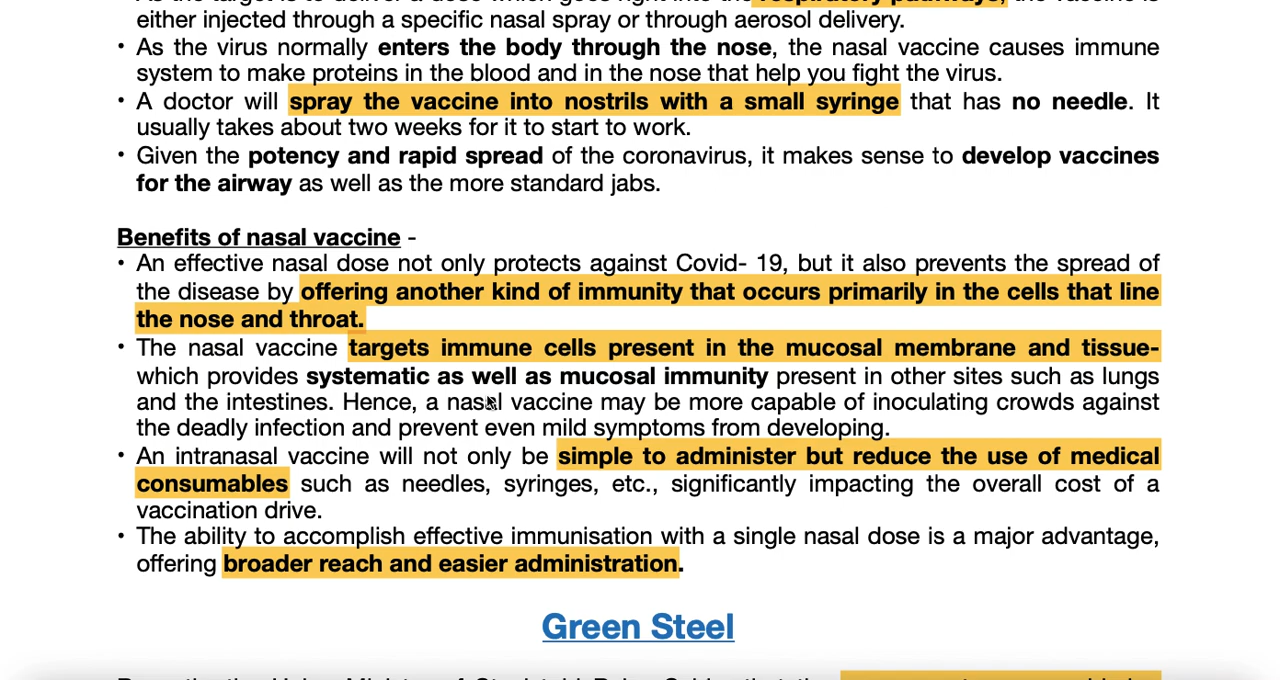 respiratory pathways, the vaccine is
either injected through a specific nasal spray or through aerosol delivery.
• As the virus normally enters the body through the nose, the nasal vaccine causes immune
system to make proteins in the blood and in the nose that help you fight the virus.
• A doctor will spray the vaccine into nostrils with a small syringe that has no needle. It
usually takes about two weeks for it to start to work.
• Given the potency and rapid spread of the coronavirus, it makes sense to develop vaccines
for the airway as well as the more standard jabs.
Benefits of nasal vaccine -
• An effective nasal dose not only protects against Covid- 19, but it also prevents the spread of
the disease by offering another kind of immunity that occurs primarily in the cells that line
the nose and throat.
• The nasal vaccine targets immune cells present in the mucosal membrane and tissue-
which provides systematic as well as mucosal immunity present in other sites such as lungs
and the intestines. Hence, a nasal vaccine may be more capable of inoculating crowds against
the deadly infection and prevent even mild symptoms from developing.
• An intranasal vaccine will not only be simple to administer but reduce the use of medical
consumables such as needles, syringes, etc., significantly impacting the overall cost of a
vaccination drive.
• The ability to accomplish effective immunisation with a single nasal dose is a major advantage,
offering broader reach and easier administration.
Green Steel